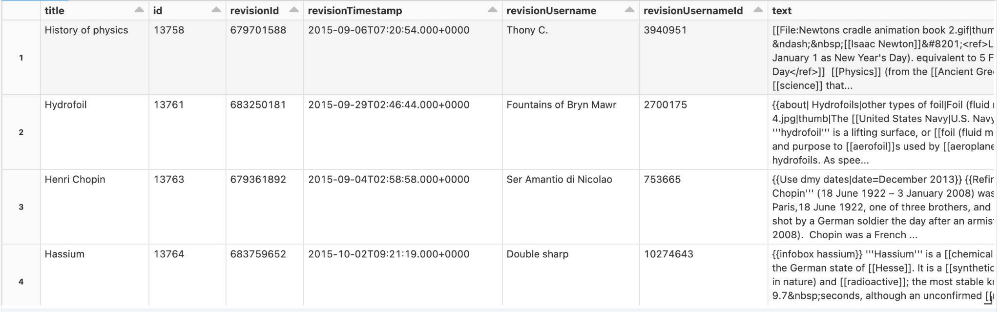 title id revisionId revisionTimestamp revisionUsername revisionUsernameId text
1 History of physics 13758 679701588 2015-09-06T07:20:54.000+0000 Thony C. 3940951 [[File:Newtons cradle animation book 2.gif|thum
&ndash;&nbsp;[[Isaac Newton]]&#8201;<ref>L
January 1 as New Year's Day). equivalent to 5 F
Day</ref>]] [[Physics]] (from the [[Ancient Gre
[[science]] that...
2 Hydrofoil 13761 683250181 2015-09-29T02:46:44.000+0000 Fountains of Bryn Mawr 2700175 {{about| Hydrofoils|other types of foil|Foil (fluid
4.jpg|thumb|The [[United States Navy|U.S. Navy
'''hydrofoil''' is a lifting surface, or [[foil (fluid m
and purpose to [[aerofoil]]s used by [[aeroplane
hydrofoils. As spee...
3 Henri Chopin 13763 679361892 2015-09-04T02:58:58.000+0000 Ser Amantio di Nicolao 753665 {{Use dmy dates|date=December 2013}} {{Refi
Chopin''' (18 June 1922 – 3 January 2008) was
Paris,18 June 1922, one of three brothers, and
shot by a German soldier the day after an armis
2008). Chopin was a French ...
4 Hassium 13764 683759652 2015-10-02T09:21:19.000+0000 Double sharp 10274643 {{infobox hassium}} '''Hassium''' is a [[chemical
the German state of [[Hesse]]. It is a [[synthetic
in nature) and [[radioactive]]; the most stable k
9.7&nbsp;seconds, although an unconfirmed [[